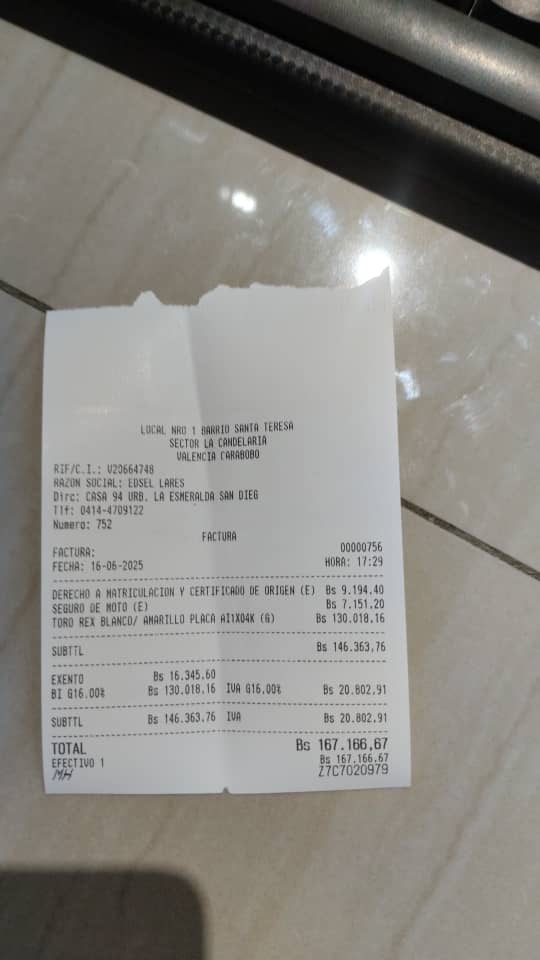 LOCAL NRO 1 BARRIO SANTA TERESA
SECTOR LA CANDELARIA
VALENCIA CARABOBO
RIF/C.I.: V20664748
RAZON SOCIAL: EDSEL LARES
Dirc: CASA 94 URB. LA ESMERALDA SAN DIEG
Tlf: 0414-4709122
Numero: 752
FACTURA
FACTURA: 00000756
FECHA: 16-06-2025 HORA: 17:29
DERECHO A MATRICULACION Y CERTIFICADO DE ORIGEN (E) Bs 9.194,40
SEGURO DE MOTO (E) Bs 7.151,20
TORO REX BLANCO/ AMARILLO PLACA AI1X04K (G) Bs 130.018,16
SUBTTL Bs 146.363,76
EXENTO Bs 16.345,60
BI G16,00% Bs 130.018,16 IVA G16,00% Bs 20.802,91
SUBTTL Bs 146.363,76 IVA Bs 20.802,91
TOTAL Bs 167.166,67
EFECTIVO 1 Bs 167.166,67
MH Z7C7020979